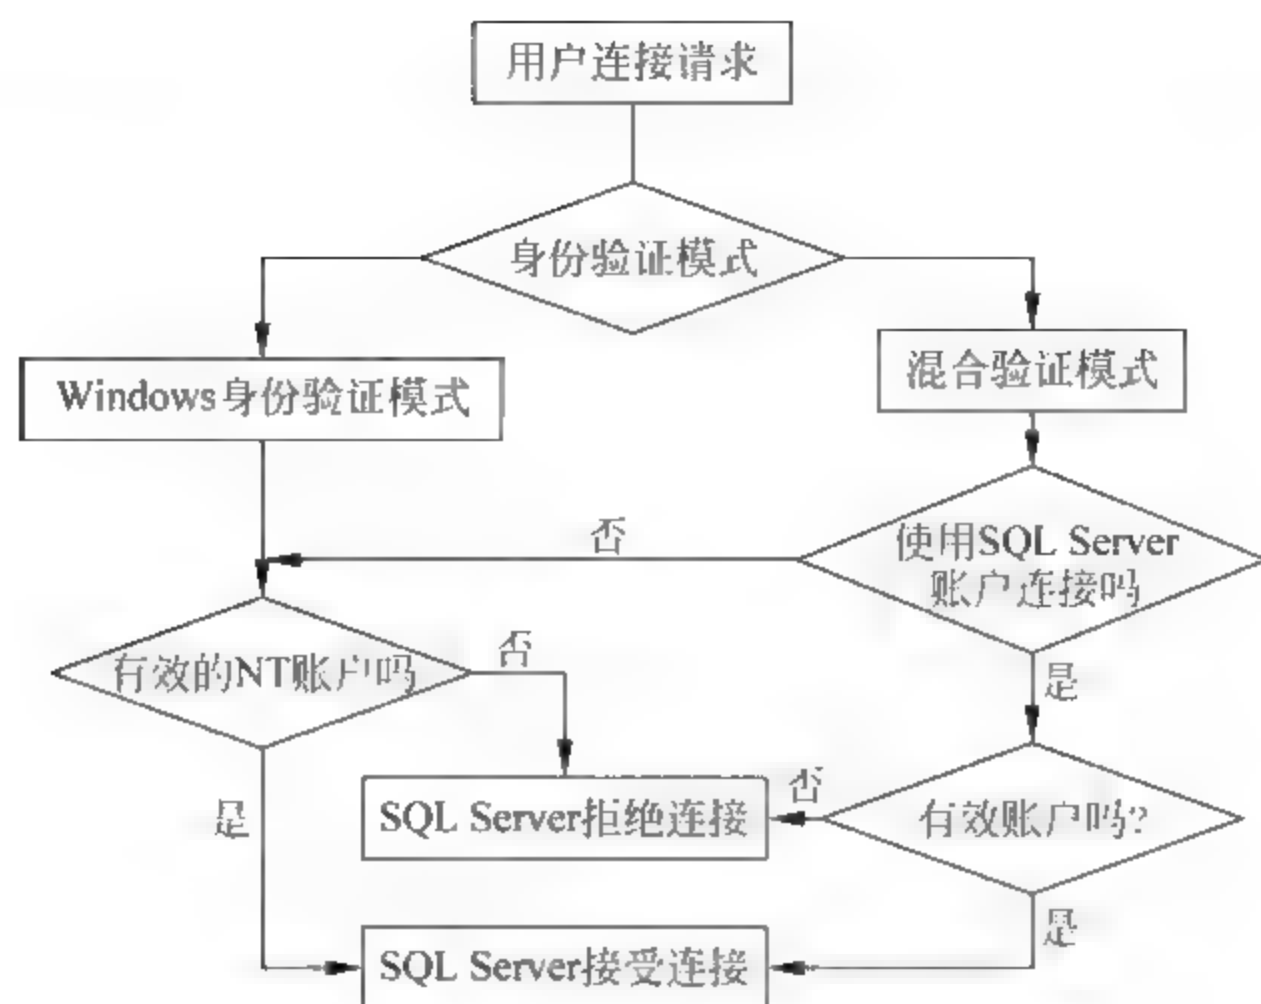 用户连接请求
身份验证模式
Windows身份验证模式
混合验证模式
否
使用SQL Server
账户连接吗
有效的NT账户吗
否
是
是
SQL Server拒绝连接
否
有效账户吗?
是
SQL Server接受连接